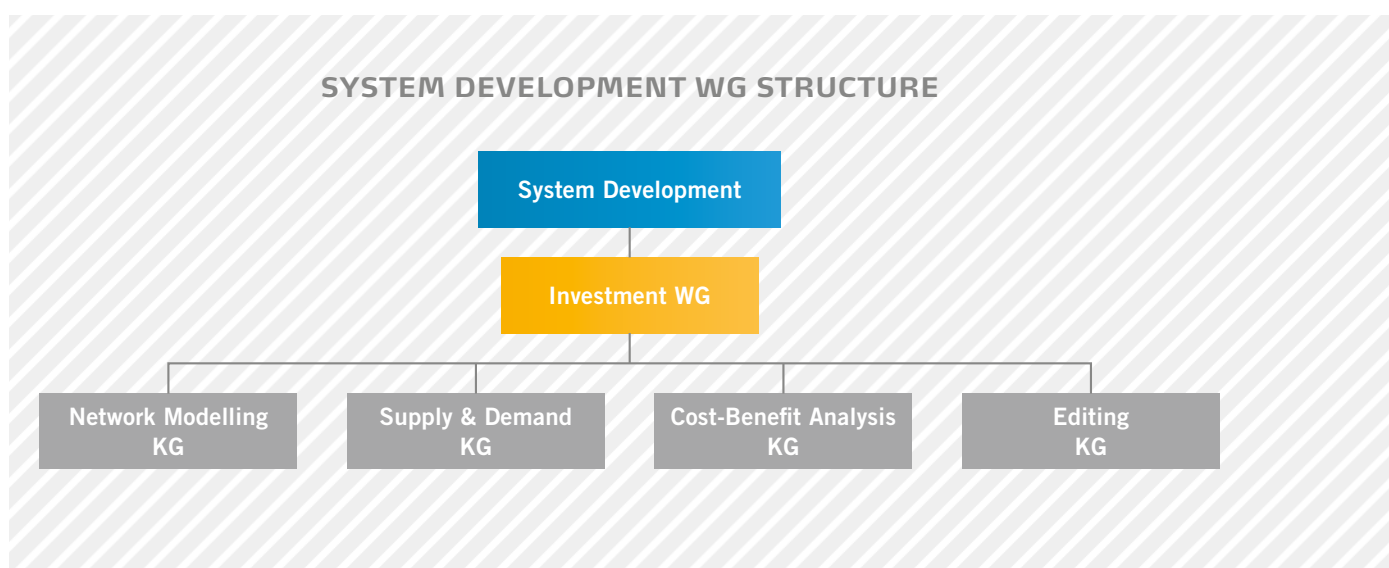 SYSTEM DEVELOPMENT WG STRUCTURE
System Development
Investment WG
Network Modelling
KG
Supply & Demand
KG
Cost-Benefit Analysis
KG
Editing
KG